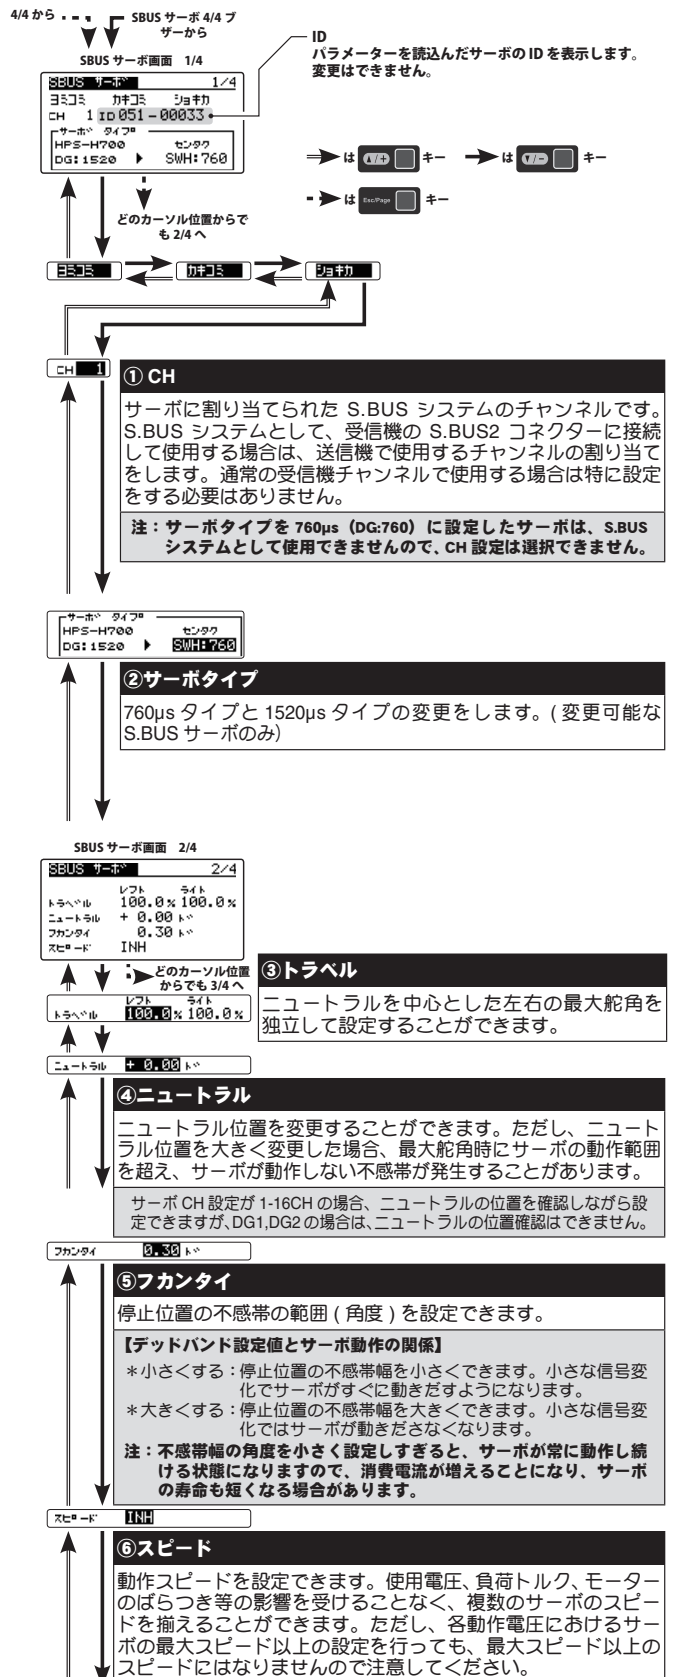 4/4 から
SBUS サーボ 4/4 ブ
ザーから
SBUS サーボ画面 1/4
ID
パラメーターを読込んだサーボの ID を表示します。
変更はできません。
SBUS サーボ 1/4
ヨミコミ カキコミ ショキカ
CH 1 ID 051-00033
サーボ タイプ
HPS-H700 センタク
DG:1520 ▶ SWH:760
は ▲/+ キー は ▼/- キー
は Esc/Page キー
どのカーソル位置からで
も 2/4 へ
ヨミコミ カキコミ ショキカ
CH 1
① CH
サーボに割り当てられた S.BUS システムのチャンネルです。
S.BUS システムとして、受信機の S.BUS2 コネクターに接続
して使用する場合は、送信機で使用するチャンネルの割り当て
をします。通常の受信機チャンネルで使用する場合は特に設定
をする必要はありません。
注：サーボタイプを 760μs（DG:760）に設定したサーボは、S.BUS
システムとして使用できませんので、CH 設定は選択できません。
サーボ タイプ
HPS-H700 センタク
DG:1520 ▶ SWH:760
②サーボタイプ
760μs タイプと 1520μs タイプの変更をします。( 変更可能な
S.BUS サーボのみ)
SBUS サーボ画面 2/4
SBUS サーボ 2/4
レフト ライト
トラベル 100.0% 100.0%
ニュートラル + 0.00 ド
フカンタイ 0.30 ド
スピード INH
どのカーソル位置
からでも 3/4 へ
レフト ライト
トラベル 100.0% 100.0%
③トラベル
ニュートラルを中心とした左右の最大舵角を
独立して設定することができます。
ニュートラル + 0.00 ド
④ニュートラル
ニュートラル位置を変更することができます。ただし、ニュート
ラル位置を大きく変更した場合、最大舵角時にサーボの動作範囲
を超え、サーボが動作しない不感帯が発生することがあります。
サーボ CH 設定が 1-16CH の場合、ニュートラルの位置を確認しながら設
定できますが、DG1,DG2 の場合は、ニュートラルの位置確認はできません。
フカンタイ 0.30 ド
⑤フカンタイ
停止位置の不感帯の範囲 ( 角度 ) を設定できます。
【デッドバンド設定値とサーボ動作の関係】
＊小さくする：停止位置の不感帯幅を小さくできます。小さな信号変
化でサーボがすぐに動きだすようになります。
＊大きくする：停止位置の不感帯幅を大きくできます。小さな信号変
化ではサーボが動きださなくなります。
注：不感帯幅の角度を小さく設定しすぎると、サーボが常に動作し続
ける状態になりますので、消費電流が増えることになり、サーボ
の寿命も短くなる場合があります。
スピード INH
⑥スピード
動作スピードを設定できます。使用電圧、負荷トルク、モーター
のばらつき等の影響を受けることなく、複数のサーボのスピー
ドを揃えることができます。ただし、各動作電圧におけるサー
ボの最大スピード以上の設定を行っても、最大スピード以上の
スピードにはなりませんので注意してください。